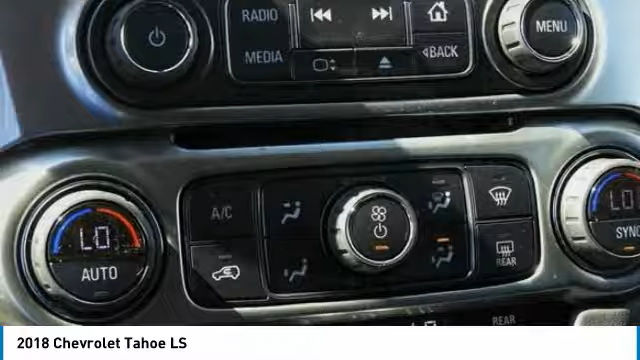 RADIO
MENU
MEDIA
BACK
A/C
LO
AUTO
LO
SYNC
REAR
REAR
2018 Chevrolet Tahoe LS